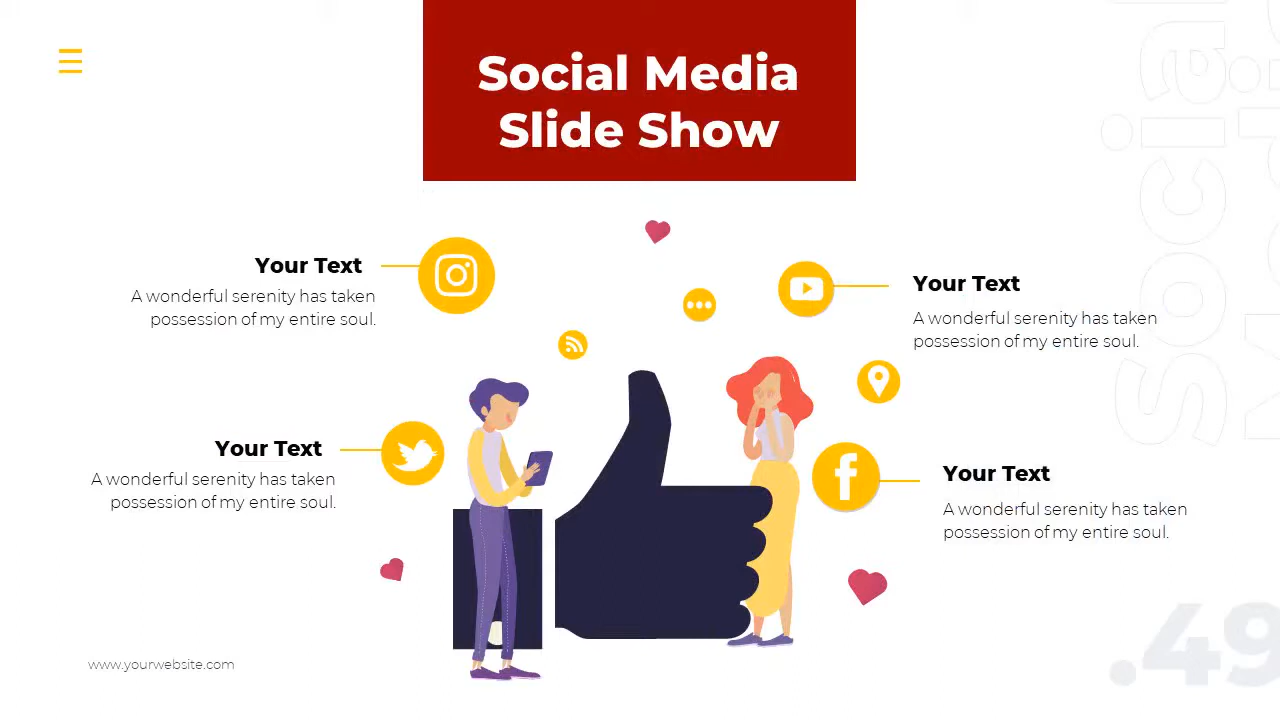 Social Media
Slide Show
Your Text
A wonderful serenity has taken
possession of my entire soul.
Your Text
A wonderful serenity has taken
possession of my entire soul.
Your Text
A wonderful serenity has taken
possession of my entire soul.
Your Text
A wonderful serenity has taken
possession of my entire soul.
www.yourwebsite.com
Social
.49